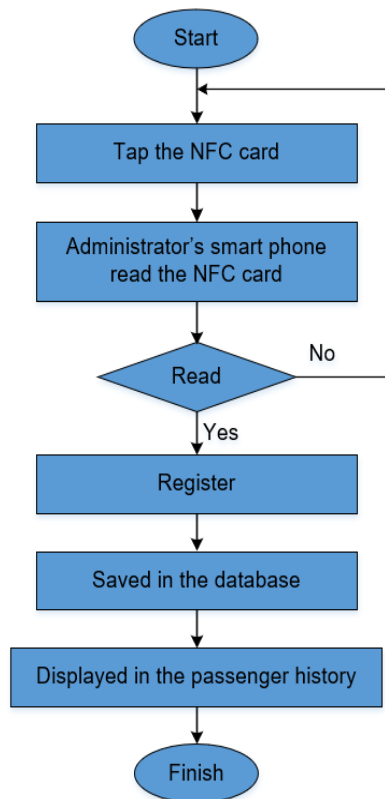 Start
Tap the NFC card
Administrator's smart phone
read the NFC card
Read
No
Yes
Register
Saved in the database
Displayed in the passenger history
Finish